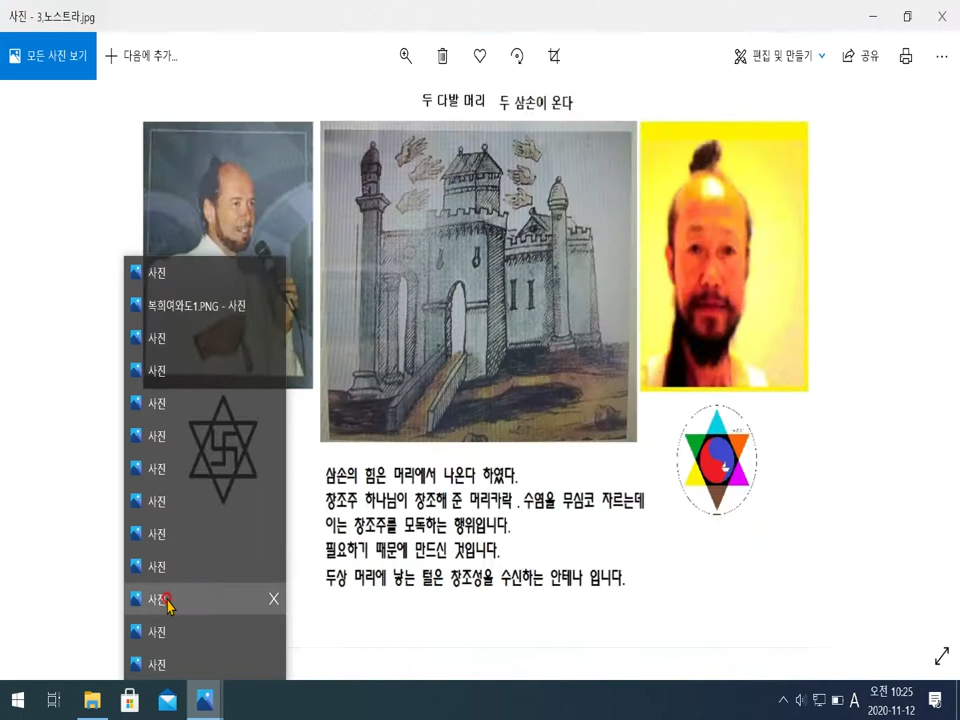 사진 - 3,노스트라.jpg
모든 사진 보기
다음에 추가...
편집 및 만들기
공유
두 다발 머리 두 삼손이 온다
사진
복희여와도1.PNG - 사진
사진
사진
사진
사진
사진
사진
사진
사진
사진
사진
사진
삼손의 힘은 머리에서 나온다 하였다.
창조주 하나님이 창조해 준 머리카락 . 수염을 무심코 자르는데
이는 창조주를 모독하는 행위입니다.
필요하기 때문에 만드신 것입니다.
두상 머리에 낳는 털은 창조성을 수신하는 안테나 입니다.
A
오전 10:25
2020-11-12